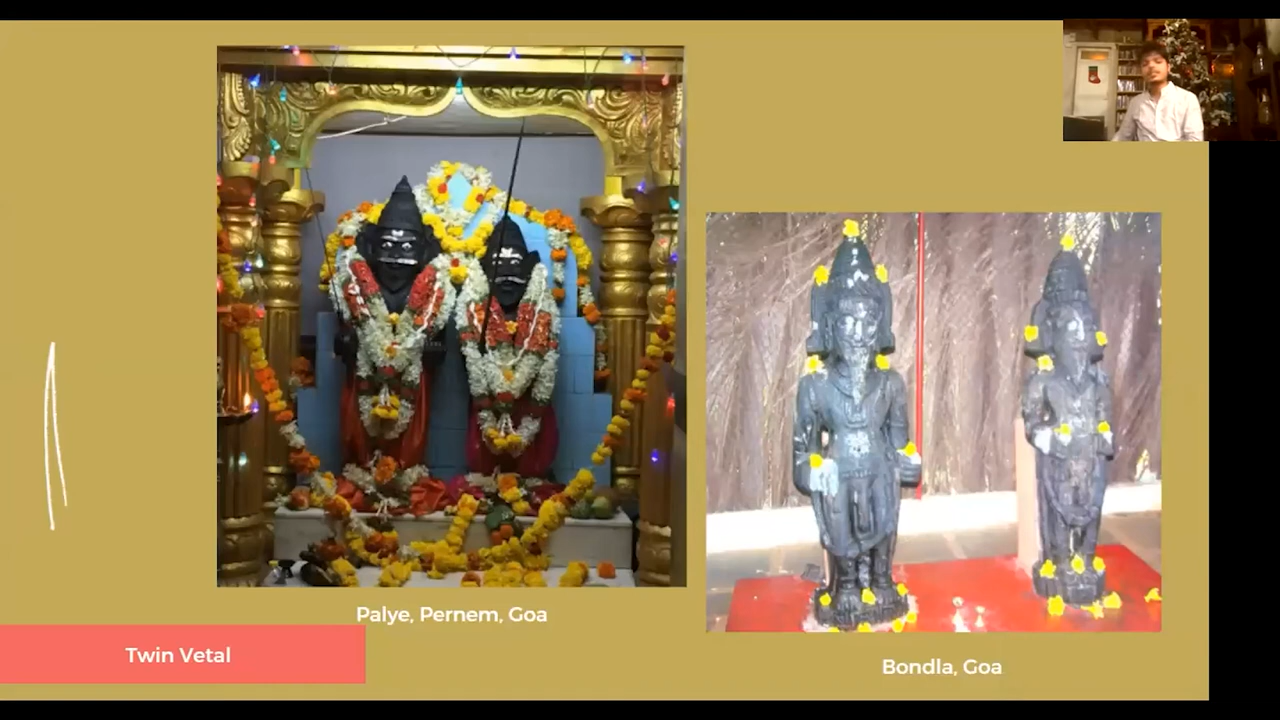 Palye, Pernem, Goa
Twin Vetal
Bondla, Goa